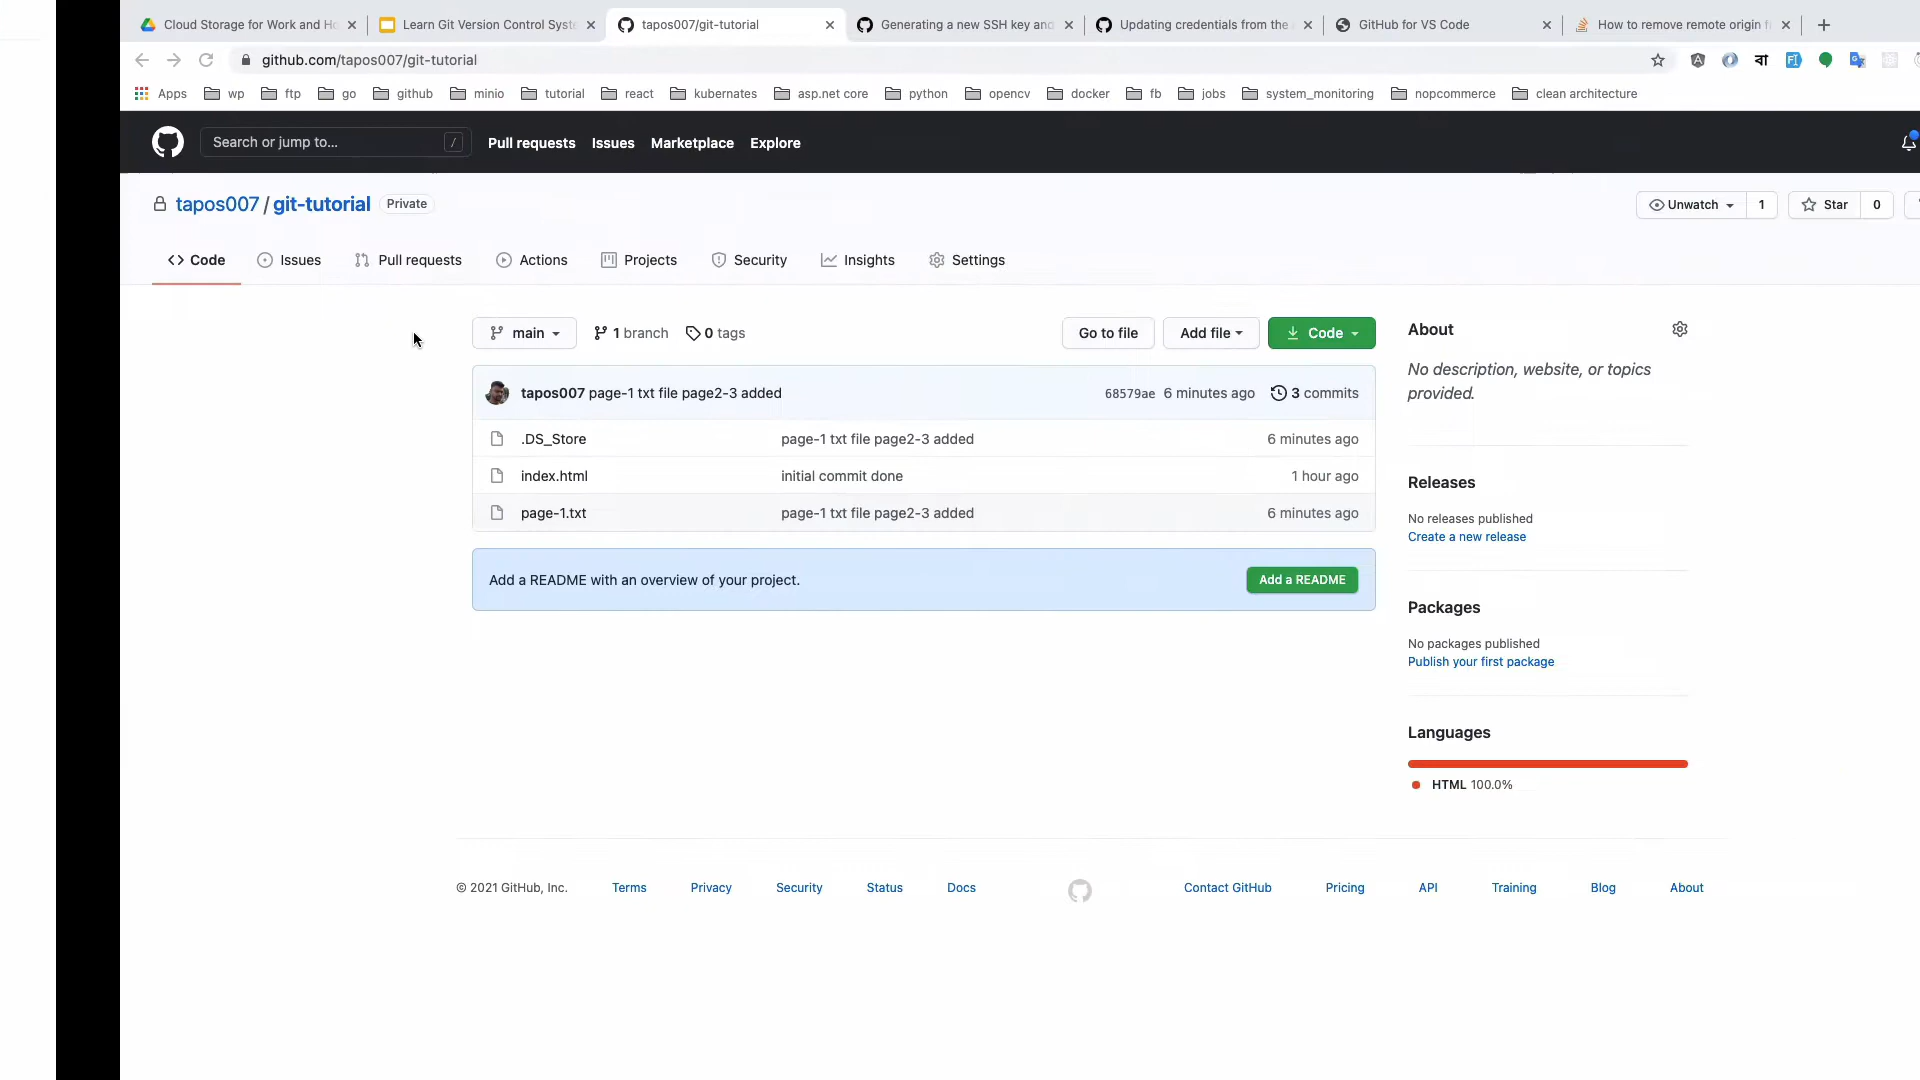 Cloud Storage for Work and H
Learn Git Version Control Syst
tapos007/git-tutorial
Generating a new SSH key and
Updating credentials from the
GitHub for VS Code
How to remove remote origin f
github.com/tapos007/git-tutorial
Apps wp ftp go github minio tutorial react kubernetes asp.net core python opencv docker fb jobs system_monitoring nopcommerce clean architecture
Search or jump to... /
Pull requests Issues Marketplace Explore
tapos007 / git-tutorial Private
Unwatch 1 Star 0
Code Issues Pull requests Actions Projects Security Insights Settings
main 1 branch 0 tags
Go to file Add file Code
tapos007 page-1 txt file page2-3 added 68579ae 6 minutes ago 3 commits
.DS_Store page-1 txt file page2-3 added 6 minutes ago
index.html initial commit done 1 hour ago
page-1.txt page-1 txt file page2-3 added 6 minutes ago
Add a README with an overview of your project. Add a README
About
No description, website, or topics
provided.
Releases
No releases published
Create a new release
Packages
No packages published
Publish your first package
Languages
HTML 100.0%
© 2021 GitHub, Inc. Terms Privacy Security Status Docs Contact GitHub Pricing API Training Blog About